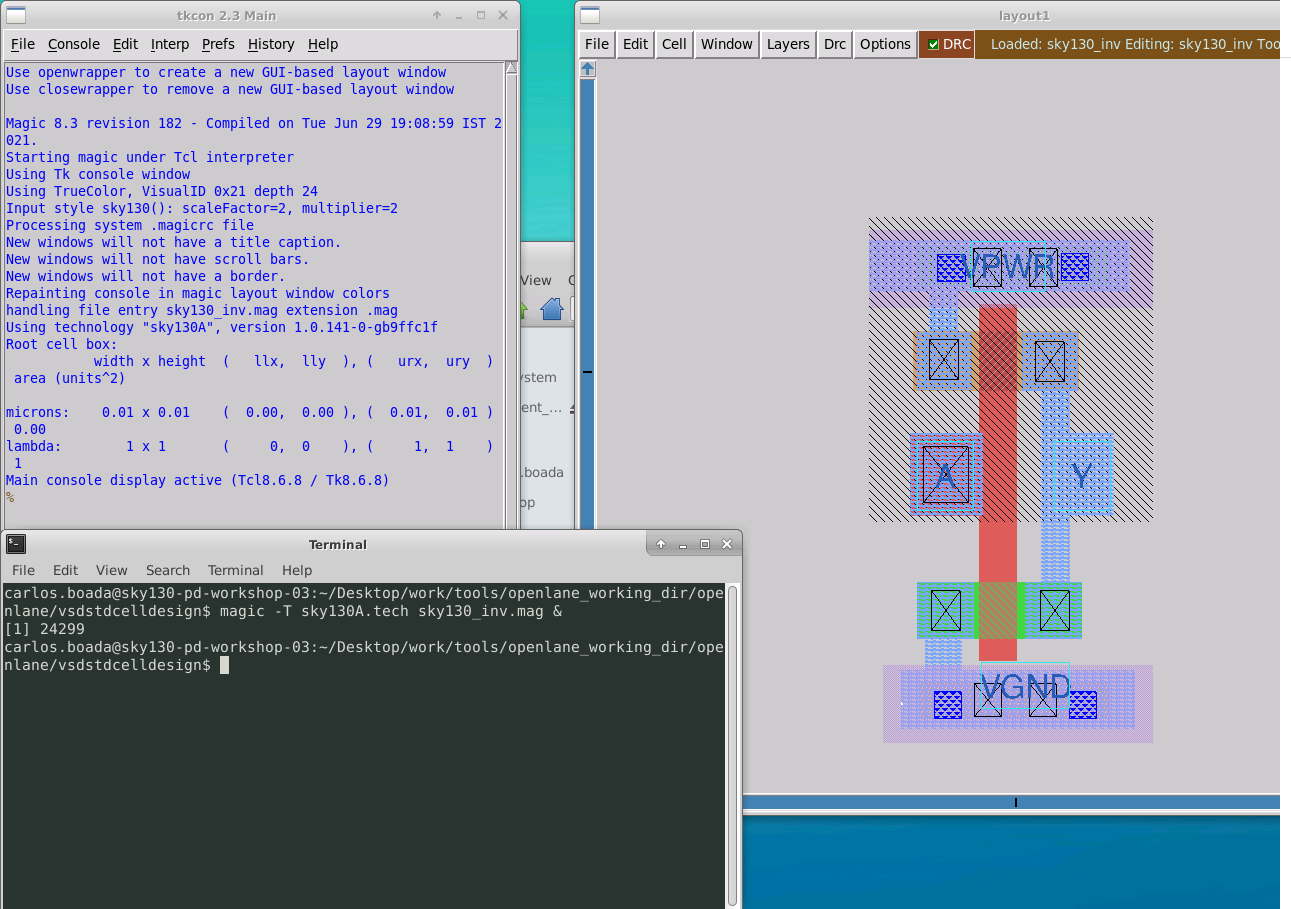 tkcon 2.3 Main
File Console Edit Interp Prefs History Help
Use openwrapper to create a new GUI-based layout window
Use closewrapper to remove a new GUI-based layout window
Magic 8.3 revision 182 - Compiled on Tue Jun 29 19:08:59 IST 2
021.
Starting magic under Tcl interpreter
Using Tk console window
Using TrueColor, VisualID 0x21 depth 24
Input style sky130(): scaleFactor=2, multiplier=2
Processing system .magicrc file
New windows will not have a title caption.
New windows will not have scroll bars.
New windows will not have a border.
Repainting console in magic layout window colors
handling file entry sky130_inv.mag extension .mag
Using technology "sky130A", version 1.0.141-0-gb9ffc1f
Root cell box:
width x height ( llx, lly ), ( urx, ury )
area (units^2)
microns: 0.01 x 0.01 ( 0.00, 0.00 ), ( 0.01, 0.01 )
0.00
lambda: 1 x 1 ( 0, 0 ), ( 1, 1 )
1
Main console display active (Tcl8.6.8 / Tk8.6.8)
%
View
ystem
ent_...
.boada
op
layout1
File Edit Cell Window Layers Drc Options DRC Loaded: sky130_inv Editing: sky130_inv Too
VPWR
A
Y
VGND
Terminal
File Edit View Search Terminal Help
carlos.boada@sky130-pd-workshop-03:~/Desktop/work/tools/openlane_working_dir/ope
nlane/vsdstdcelldesign$ magic -T sky130A.tech sky130_inv.mag &
[1] 24299
carlos.boada@sky130-pd-workshop-03:~/Desktop/work/tools/openlane_working_dir/ope
nlane/vsdstdcelldesign$